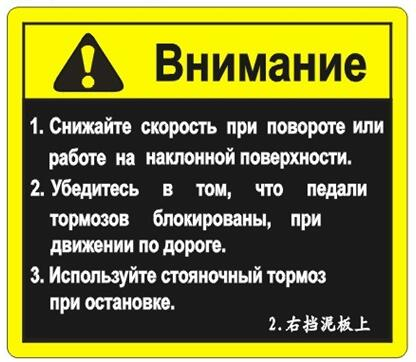 Внимание
1. Снижайте скорость при повороте или
работе на наклонной поверхности.
2. Убедитесь в том, что педали
тормозов блокированы, при
движении по дороге.
3. Используйте стояночный тормоз
при остановке.
2.右挡泥板上